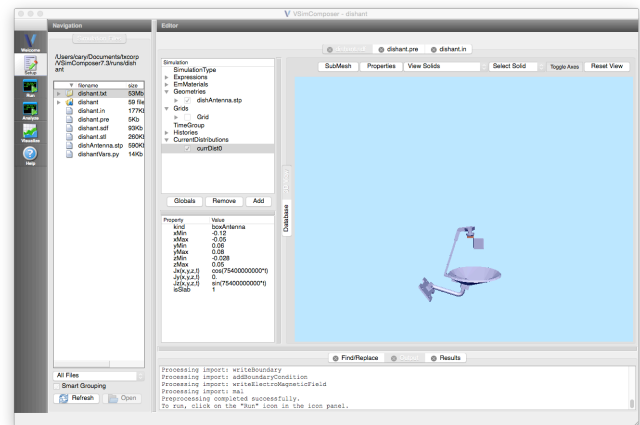 VSimComposer - dishant
Navigation
Editor
Welcome
Setup
Run
Analyze
Visualize
Help
/Users/cary/Documents/txcorp
/VSimComposer7.3/runs/dish
ant
filename size
dishant.txt 53Mb
dishant 59 file
dishant.in 177Kb
dishant.pre 5Kb
dishant.sdf 93Kb
dishant.stl 260Kb
dishAntenna.stp 590Kb
dishantVars.py 14Kb
All Files
Smart Grouping
Refresh Open
dishant.pre dishant.in
Simulation
SimulationType
Expressions
EmMaterials
Geometries
dishAntenna.stp
Grids
Grid
TimeGroup
Histories
CurrentDistributions
currDist0
Globals Remove Add
Property Value
kind boxAntenna
xMin -0.12
xMax -0.05
yMin 0.06
yMax 0.08
zMin -0.028
zMax 0.05
Jx(x,y,z,t) cos(75400000000*t)
Jy(x,y,z,t) 0.
Jz(x,y,z,t) sin(75400000000*t)
isSlab 1
Database
SubMesh Properties View Solids Select Solid Toggle Axes Reset View
Find/Replace Output Results
Processing import: writeBoundary
Processing import: addBoundaryCondition
Processing import: writeElectroMagneticField
Processing import: mal
Preprocessing completed successfully.
To run, click on the "Run" icon in the icon panel.